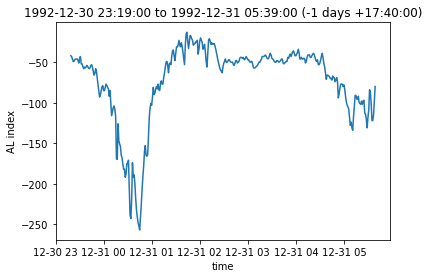 1992-12-30 23:19:00 to 1992-12-31 05:39:00 (-1 days +17:40:00)
−50
−100
−150
−200
−250
AL index
12-30 23 12-31 00 12-31 01 12-31 02 12-31 03 12-31 04 12-31 05
time